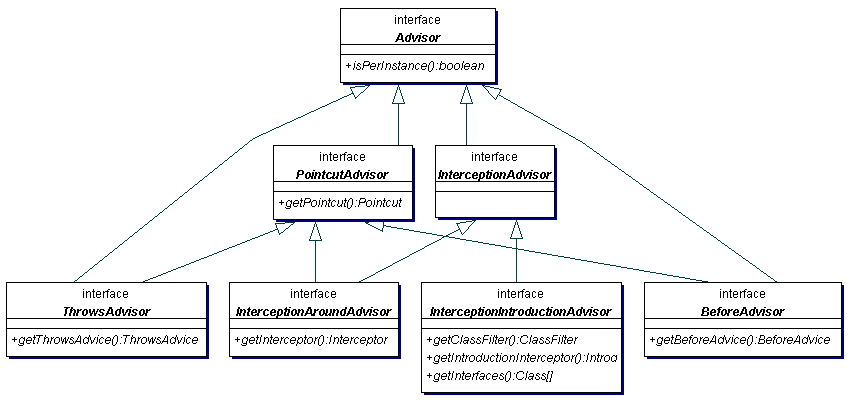 interface
Advisor
+isPerInstance():boolean
interface
PointcutAdvisor
+getPointcut():Pointcut
interface
InterceptionAdvisor
interface
ThrowsAdvisor
+getThrowsAdvice():ThrowsAdvice
interface
InterceptionAroundAdvisor
+getInterceptor():Interceptor
interface
InterceptionIntroductionAdvisor
+getClassFilter():ClassFilter
+getIntroductionInterceptor():Introd
+getInterfaces():Class[]
interface
BeforeAdvisor
+getBeforeAdvice():BeforeAdvice